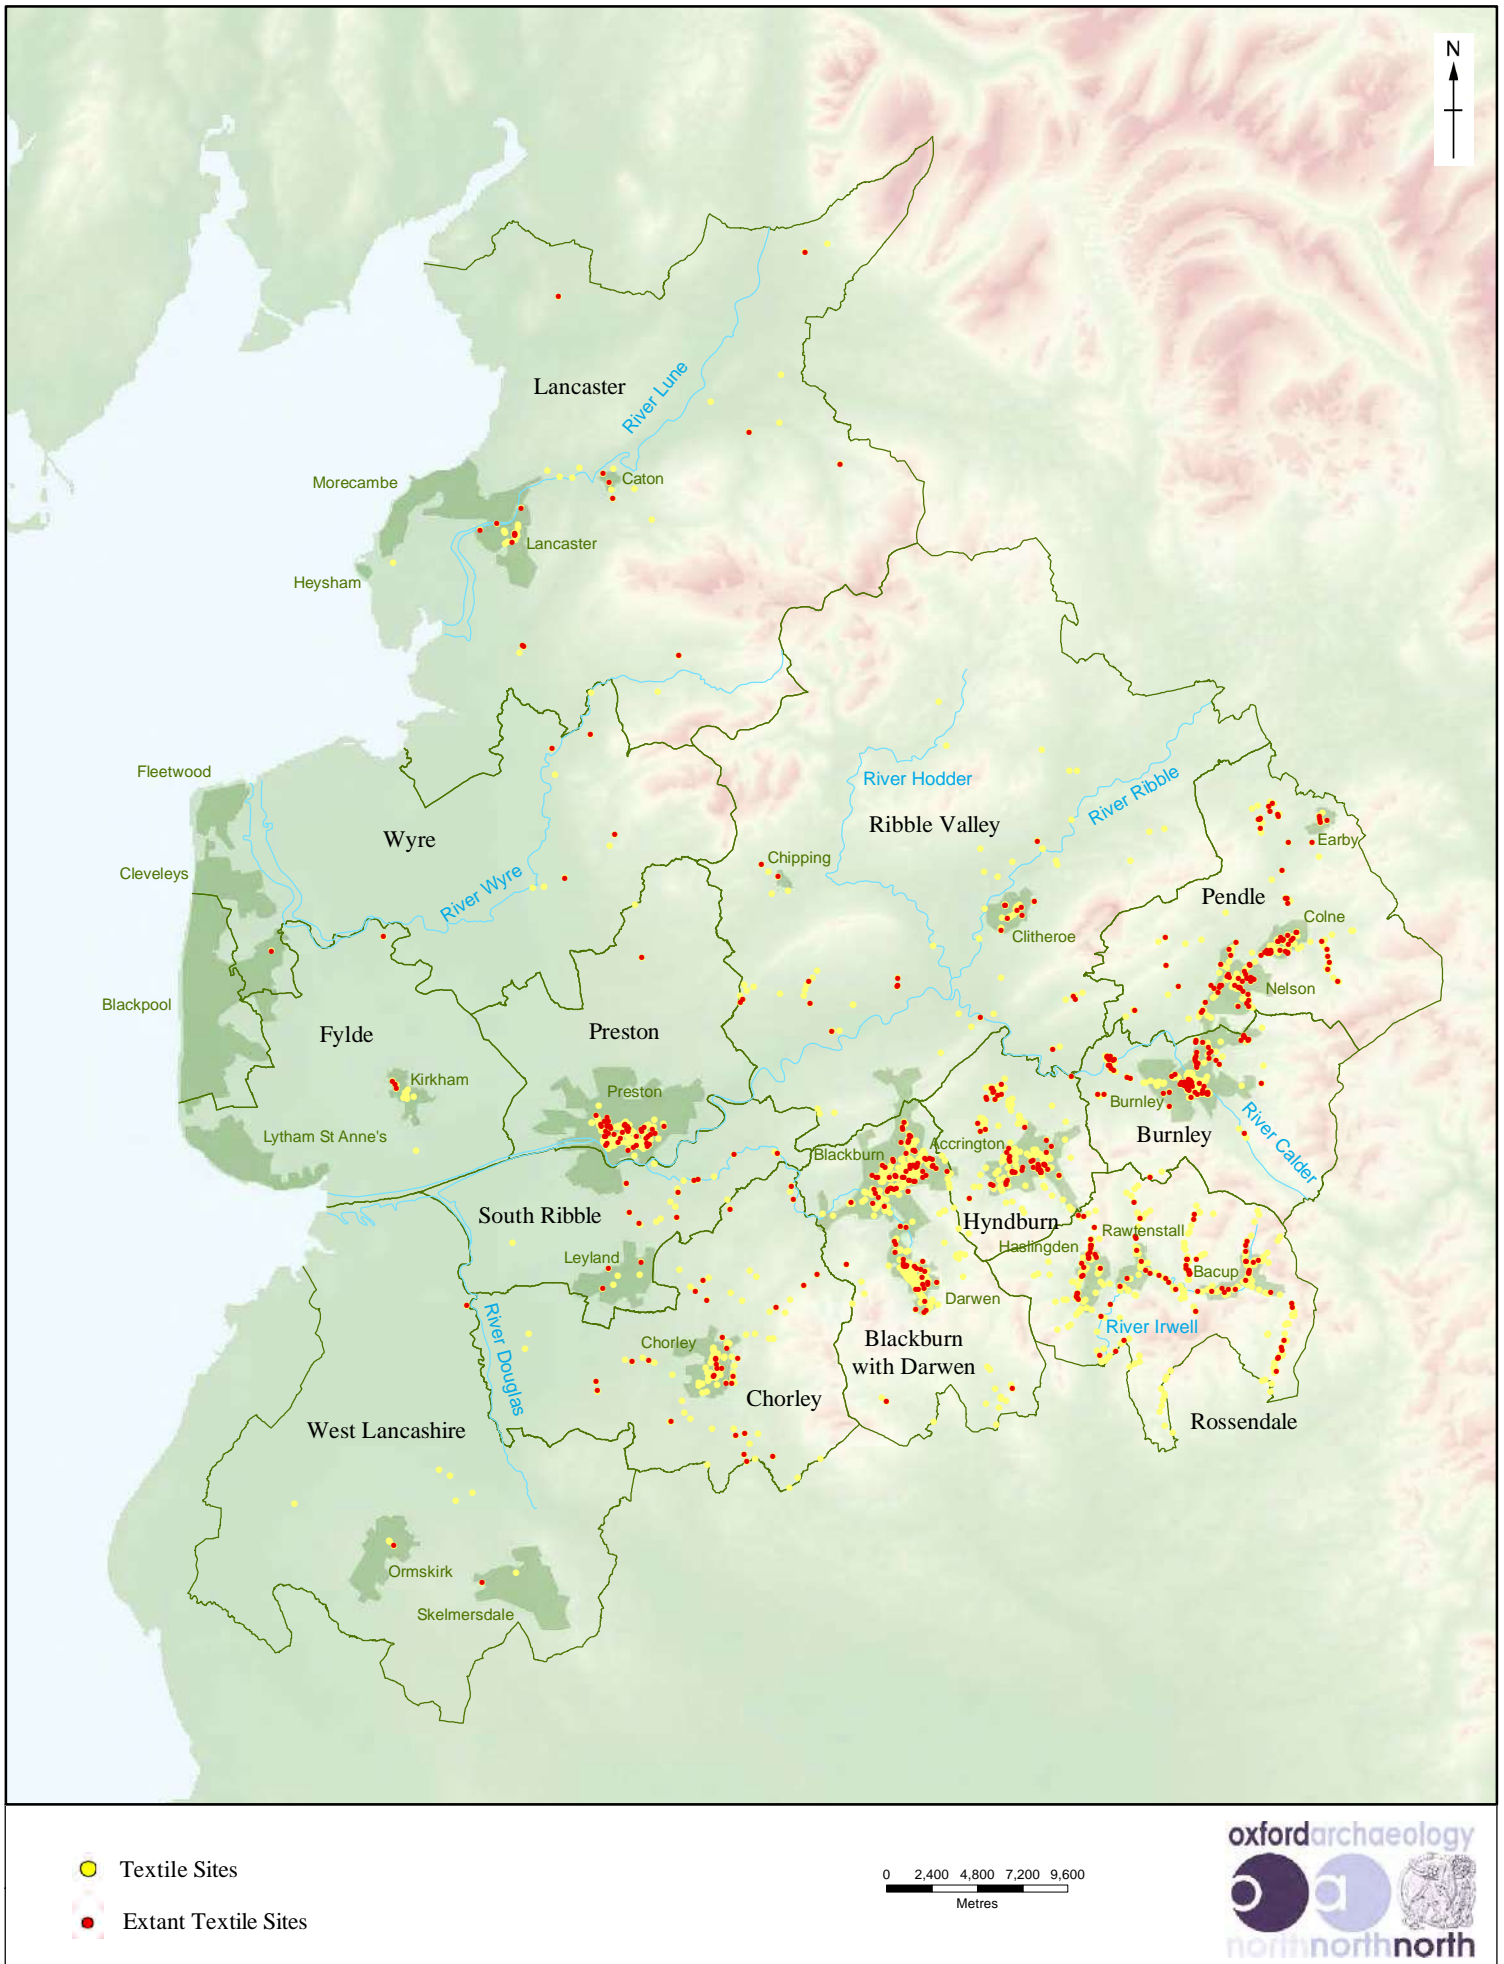 N
Lancaster
River Lune
Morecambe
Caton
Lancaster
Heysham
Fleetwood
River Hodder
River Ribble
Wyre
Ribble Valley
Earby
Chipping
Cleveleys
River Wyre
Pendle
Colne
Clitheroe
Blackpool
Nelson
Fylde
Preston
Kirkham
Preston
Burnley
River Calder
Lytham St Anne's
Accrington
Burnley
Blackburn
South Ribble
Hyndburn
Rawtenstall
Haslingden
Leyland
Bacup
Darwen
River Douglas
River Irwell
Chorley
Blackburn
with Darwen
Chorley
West Lancashire
Rossendale
Ormskirk
Skelmersdale
oxfordarchaeology
Textile Sites
0 2,400 4,800 7,200 9,600
Metres
Extant Textile Sites
northnorthnorth